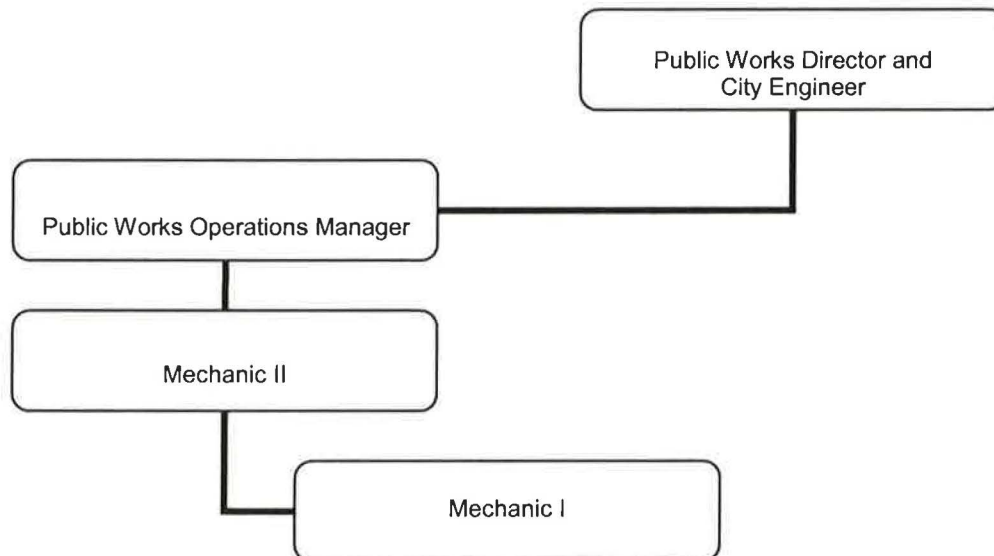 Public Works Director and
City Engineer
Public Works Operations Manager
Mechanic II
Mechanic I